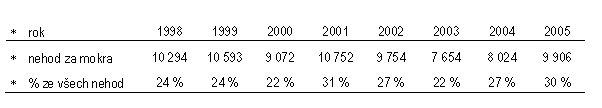 * rok 1998 1999 2000 2001 2002 2003 2004 2005
* nehod za mokra 10 294 10 593 9 072 10 752 9 754 7 654 8 024 9 906
* % ze všech nehod 24 % 24 % 22 % 31 % 27 % 22 % 27 % 30 %